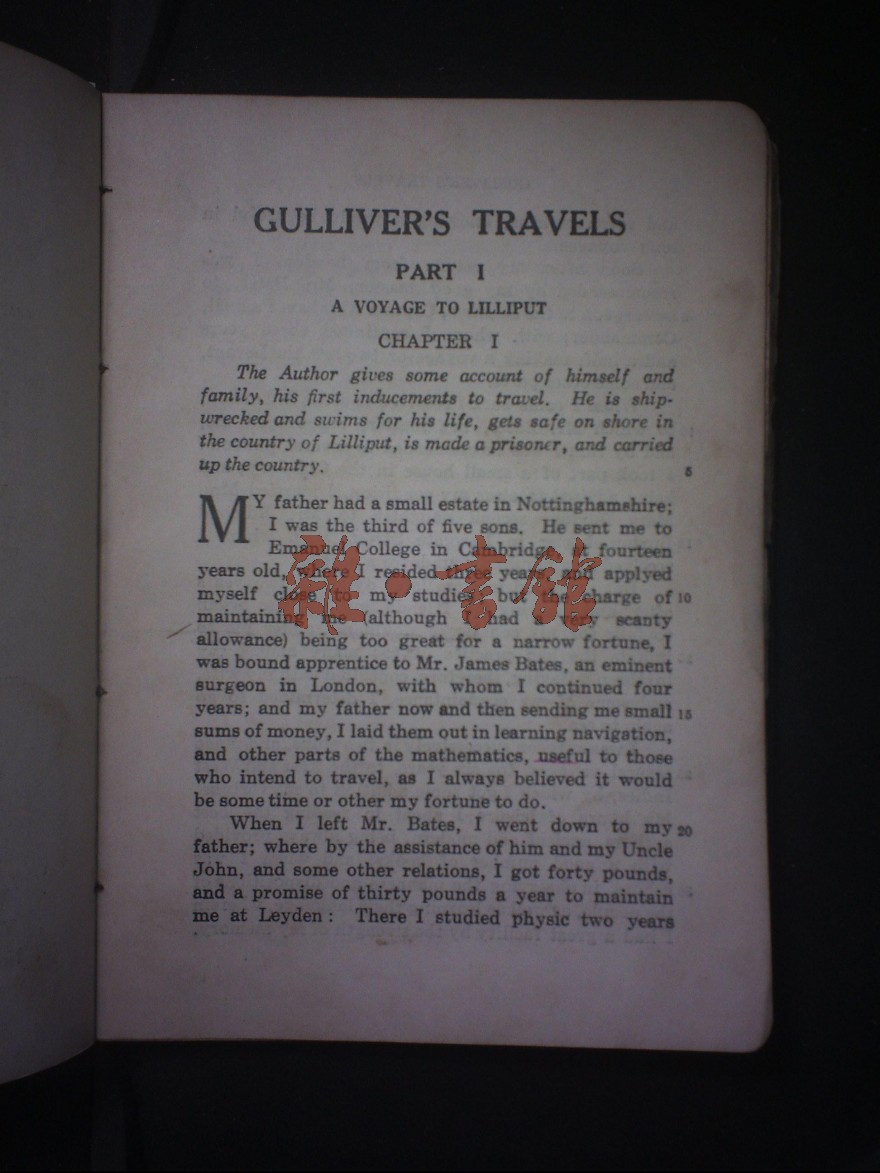 GULLIVER'S TRAVELS
PART I
A VOYAGE TO LILLIPUT
CHAPTER I
The Author gives some account of himself and
family, his first inducements to travel. He is ship-
wrecked and swims for his life, gets safe on shore in
the country of Lilliput, is made a prisoner, and carried
up the country. 5
MY father had a small estate in Nottinghamshire;
I was the third of five sons. He sent me to
Emanuel College in Cambridge, at fourteen
years old, where I resided three years, and applyed
myself close to my studies; but the charge of 10
maintaining me (although I had a very scanty
allowance) being too great for a narrow fortune, I
was bound apprentice to Mr. James Bates, an eminent
surgeon in London, with whom I continued four
years; and my father now and then sending me small 15
sums of money, I laid them out in learning navigation,
and other parts of the mathematics, useful to those
who intend to travel, as I always believed it would
be some time or other my fortune to do.
When I left Mr. Bates, I went down to my 20
father; where by the assistance of him and my Uncle
John, and some other relations, I got forty pounds,
and a promise of thirty pounds a year to maintain
me at Leyden: There I studied physic two years
雜·書館